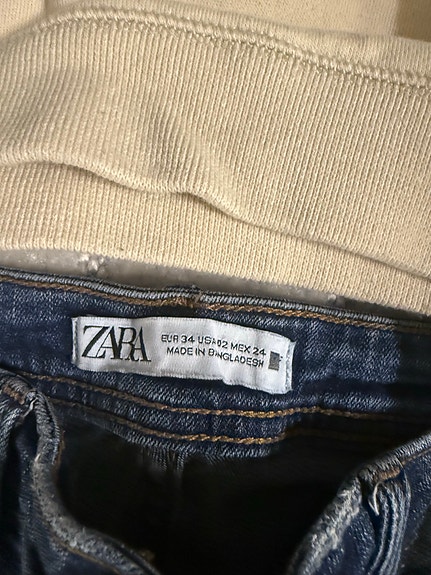 ZARA
EUR 34 USA 02 MEX 24
MADE IN BANGLADESH